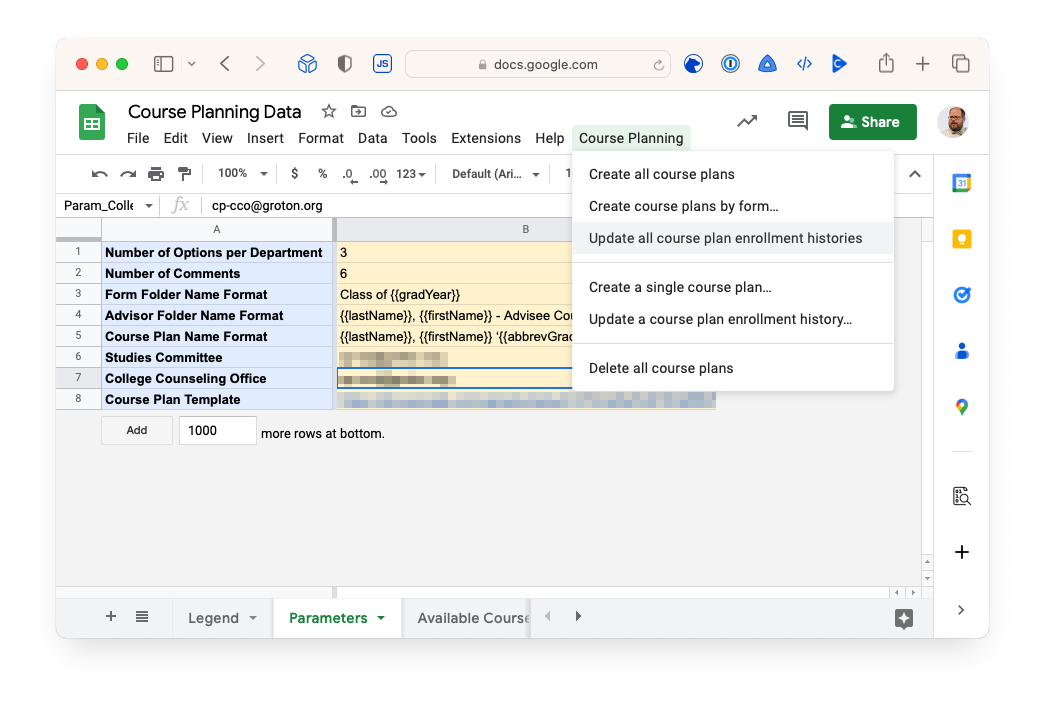 JS
docs.google.com
Course Planning Data
File Edit View Insert Format Data Tools Extensions Help Course Planning
Share
100% $ % .0 .00 123 Default (Ari... 1
Param_Colle fx cp-cco@groton.org
A B
1 Number of Options per Department 3
2 Number of Comments 6
3 Form Folder Name Format Class of {{gradYear}}
4 Advisor Folder Name Format {{lastName}}, {{firstName}} - Advisee Cou
5 Course Plan Name Format {{lastName}}, {{firstName}} '{{abbrevGrad
6 Studies Committee
7 College Counseling Office
8 Course Plan Template
Add 1000 more rows at bottom.
Create all course plans
Create course plans by form...
Update all course plan enrollment histories
Create a single course plan...
Update a course plan enrollment history...
Delete all course plans
31
Legend Parameters Available Course